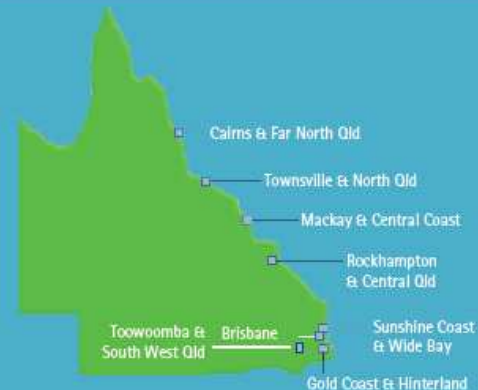 Cairns & Far North Qld
Townsville & North Qld
Mackay & Central Coast
Rockhampton
& Central Qld
Toowoomba &
South West Qld
Brisbane
Sunshine Coast
& Wide Bay
Gold Coast & Hinterland